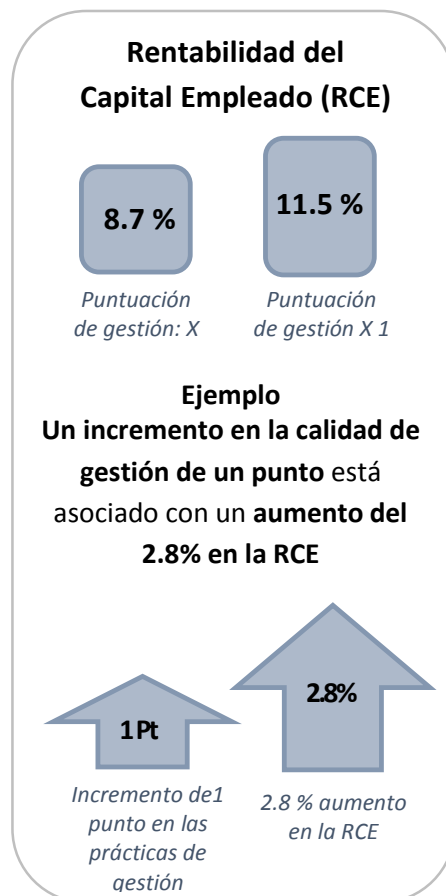 Rentabilidad del
Capital Empleado (RCE)
8.7 %
11.5 %
Puntuación
de gestión: X
Puntuación
de gestión X 1
Ejemplo
Un incremento en la calidad de
gestión de un punto está
asociado con un aumento del
2.8% en la RCE
1 Pt
2.8%
Incremento de1
punto en las
prácticas de
gestión
2.8 % aumento
en la RCE